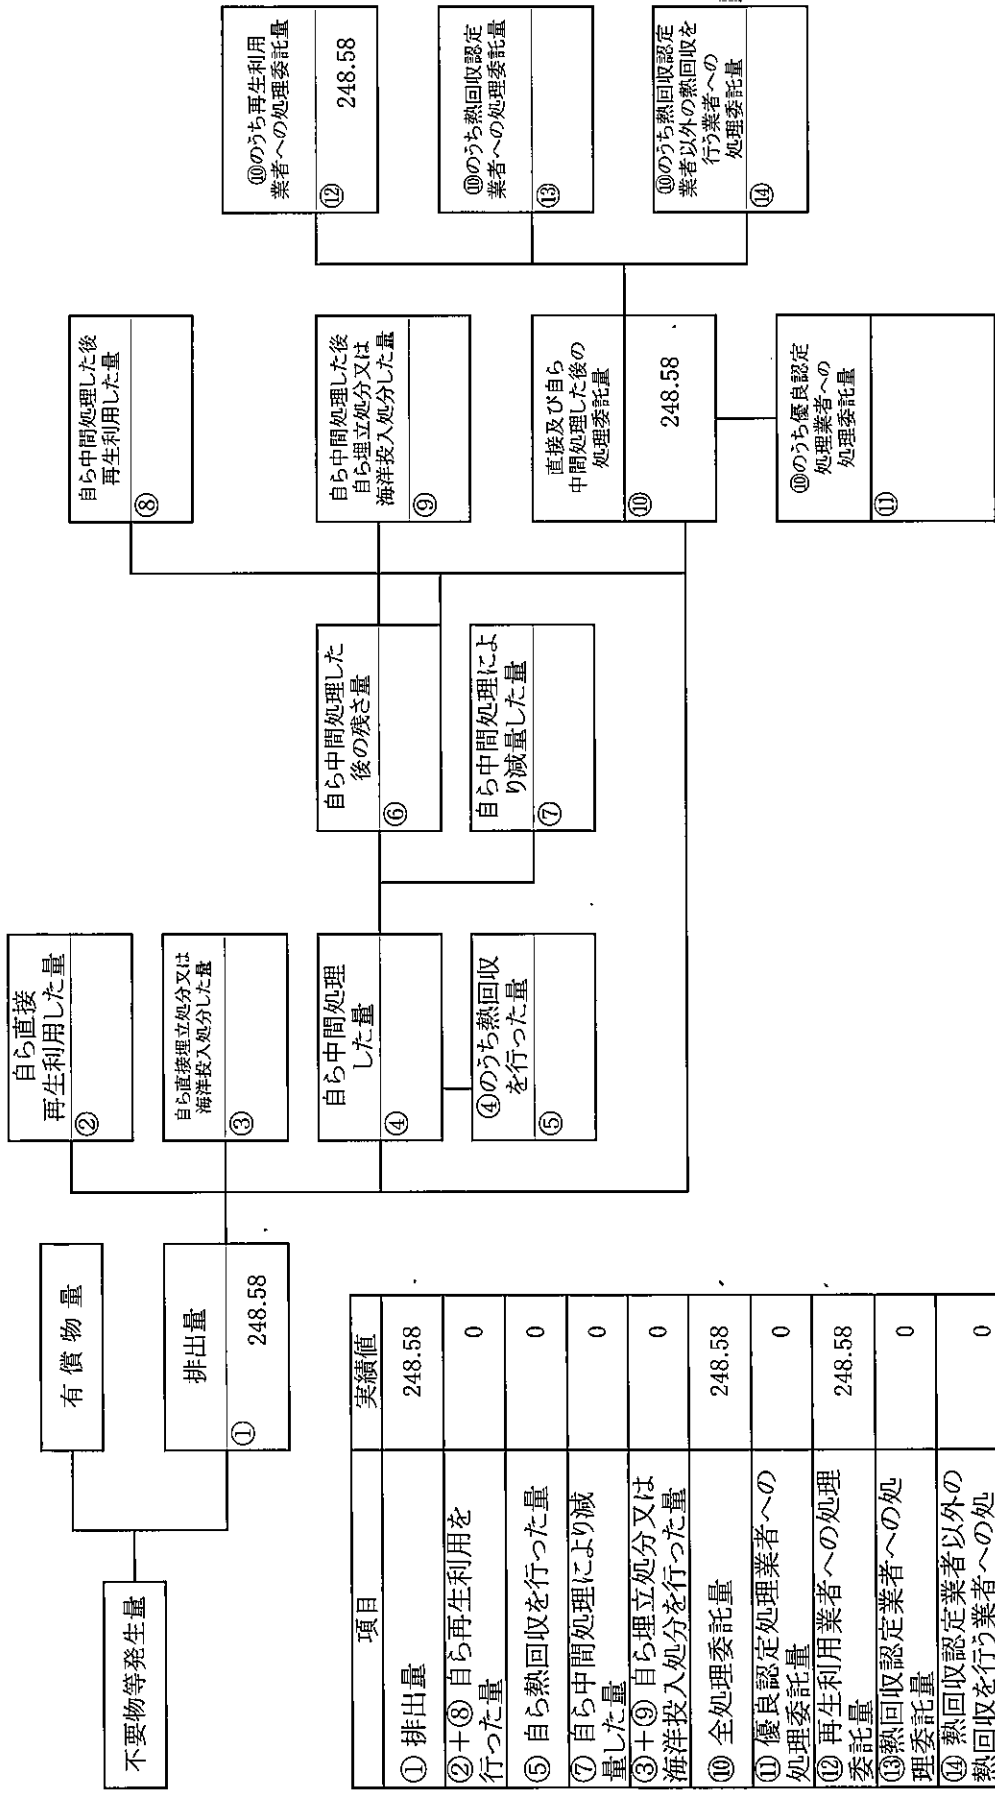 不要物等発生量
有償物量
排出量
①
248.58
自ら直接
再生利用した量
②
自ら直接埋立処分又は
海洋投入処分した量
③
自ら中間処理
した量
④
④のうち熱回収
を行った量
⑤
自ら中間処理した
後の残さ量
⑥
自ら中間処理によ
り減量した量
⑦
自ら中間処理した後
再生利用した量
⑧
自ら中間処理した後
自ら埋立処分又は
海洋投入処分した量
⑨
直接及び自ら
中間処理した後の
処理委託量
⑩
248.58
⑩のうち優良認定
処理業者への
処理委託量
⑪
⑩のうち再生利用
業者への処理委託量
⑫
248.58
⑩のうち熱回収認定
業者への処理委託量
⑬
⑩のうち熱回収認定
業者以外の熱回収を
行う業者への
処理委託量
⑭
項目 実績値
① 排出量 248.58
②+⑧ 自ら再生利用を
行った量 0
⑤ 自ら熱回収を行った量 0
⑦ 自ら中間処理により減
量した量 0
③+⑨ 自ら埋立処分又は
海洋投入処分を行った量 0
⑩ 全処理委託量 248.58
⑪ 優良認定処理業者への
処理委託量 0
⑫ 再生利用業者への処理
委託量 248.58
⑬熱回収認定業者への処
理委託量 0
⑭ 熱回収認定業者以外の
熱回収を行う業者への処 0